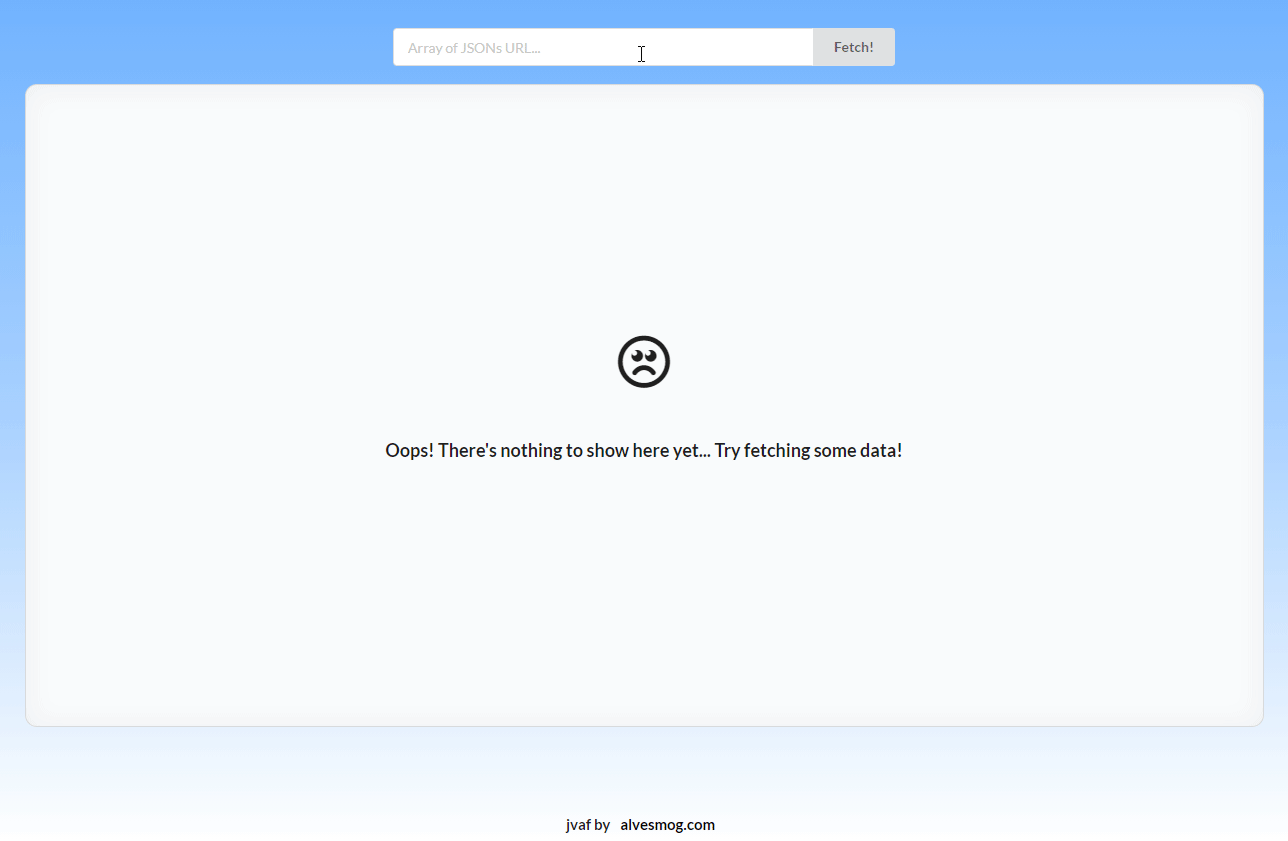 Array of JSONs URL...
Fetch!
Oops! There's nothing to show here yet... Try fetching some data!
jvaf by alvesmog.com